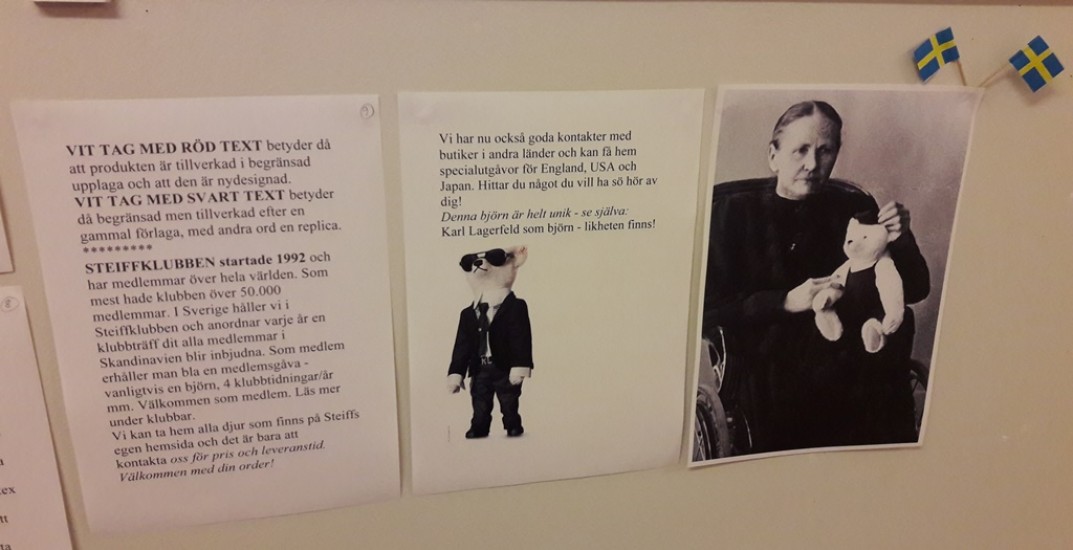 VIT TAG MED RÖD TEXT betyder då
att produkten är tillverkad i begränsad
upplaga och att den är nydesignad.
VIT TAG MED SVART TEXT betyder
då begränsad men tillverkad efter en
gammal förlaga, med andra ord en replica.
*********
STEIFFKLUBBEN startade 1992 och
har medlemmar över hela världen. Som
mest hade klubben över 50.000
medlemmar. I Sverige håller vi i
Steiffklubben och anordnar varje år en
klubbträff dit alla medlemmar i
Skandinavien blir inbjudna. Som medlem
erhåller man bla en medlemsgåva -
vanligtvis en björn, 4 klubbtidningar/år
mm. Välkommen som medlem. Läs mer
under klubbar.
Vi kan ta hem alla djur som finns på Steiffs
egen hemsida och det är bara att
kontakta oss för pris och leveranstid.
Välkommen med din order!
Vi har nu också goda kontakter med
butiker i andra länder och kan få hem
specialutgåvor för England, USA och
Japan. Hittar du något du vill ha sö hör av
dig!
Denna björn är helt unik - se själva:
Karl Lagerfeld som björn - likheten finns!